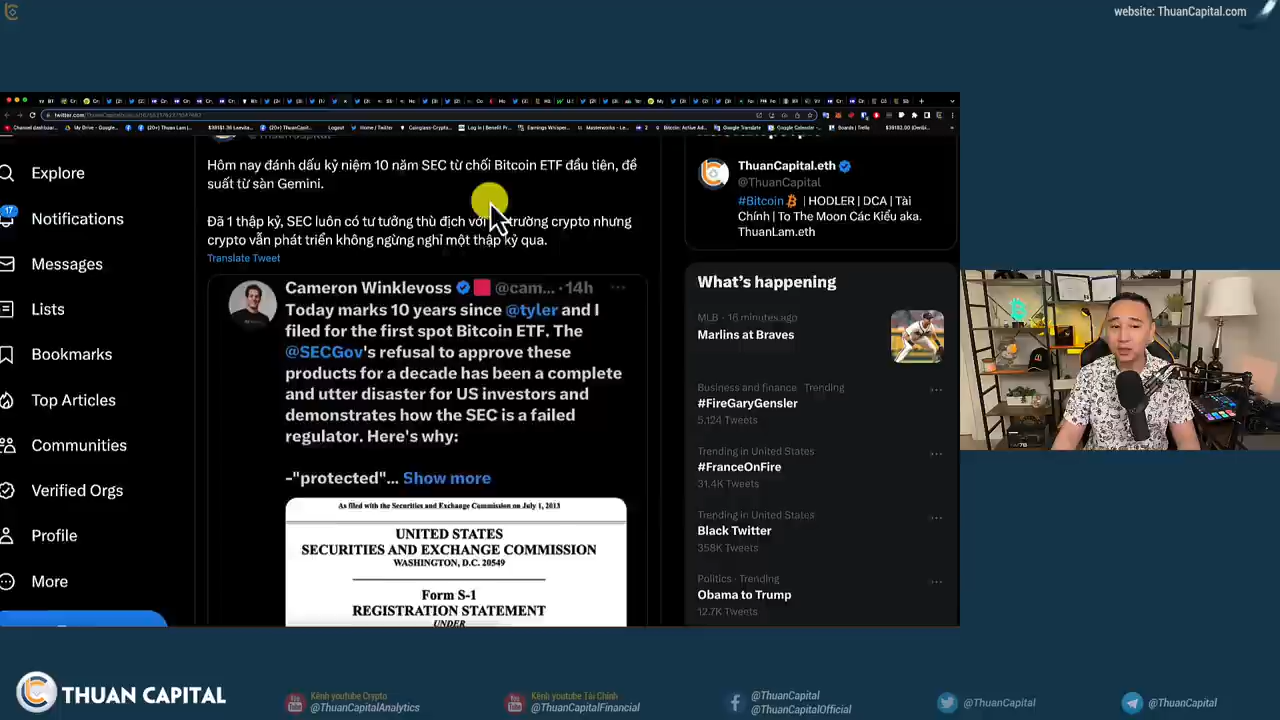 website: ThuanCapital.com
Explore
17
Notifications
Messages
Lists
Bookmarks
Top Articles
Communities
Verified Orgs
Profile
More
Hôm nay đánh dấu kỷ niệm 10 năm SEC từ chối Bitcoin ETF đầu tiên, đề
suất từ sàn Gemini.
Đã 1 thập kỷ, SEC luôn có tư tưởng thù địch với trường crypto nhưng
crypto vẫn phát triển không ngừng nghỉ một thập kỷ qua.
Translate Tweet
Cameron Winklevoss @cam... · 14h
Today marks 10 years since @tyler and I
filed for the first spot Bitcoin ETF. The
@SECGov's refusal to approve these
products for a decade has been a complete
and utter disaster for US investors and
demonstrates how the SEC is a failed
regulator. Here's why:
-"protected"... Show more
As filed with the Securities and Exchange Commission on July 1, 2013
UNITED STATES
SECURITIES AND EXCHANGE COMMISSION
WASHINGTON, D.C. 20549
Form S-1
REGISTRATION STATEMENT
UNDER
ThuanCapital.eth
@ThuanCapital
#Bitcoin | HODLER | DCA | Tài
Chính | To The Moon Các Kiểu aka.
ThuanLam.eth
What's happening
MLB · 16 minutes ago
Marlins at Braves
Business and finance · Trending
#FireGaryGensler
5,124 Tweets
Trending in United States
#FranceOnFire
31.4K Tweets
Trending in United States
Black Twitter
358K Tweets
Politics · Trending
Obama to Trump
12.7K Tweets
THUAN CAPITAL
Kênh youtube Crypto
@ThuanCapitalAnalytics
Kênh youtube Tài Chính
@ThuanCapitalFinancial
@ThuanCapital
@ThuanCapitalOfficial
@ThuanCapital
@ThuanCapital